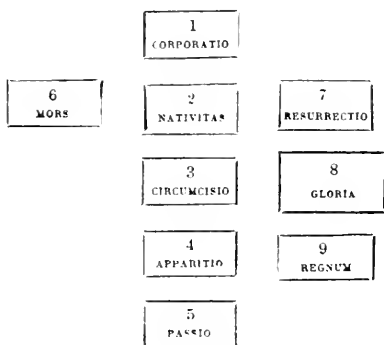 1
CORPORATIO
6
MORS
2
NATIVITAS
7
RESURRECTIO
3
CIRCUMCISIO
8
GLORIA
4
APPARITIO
9
REGNUM
5
PASSIO